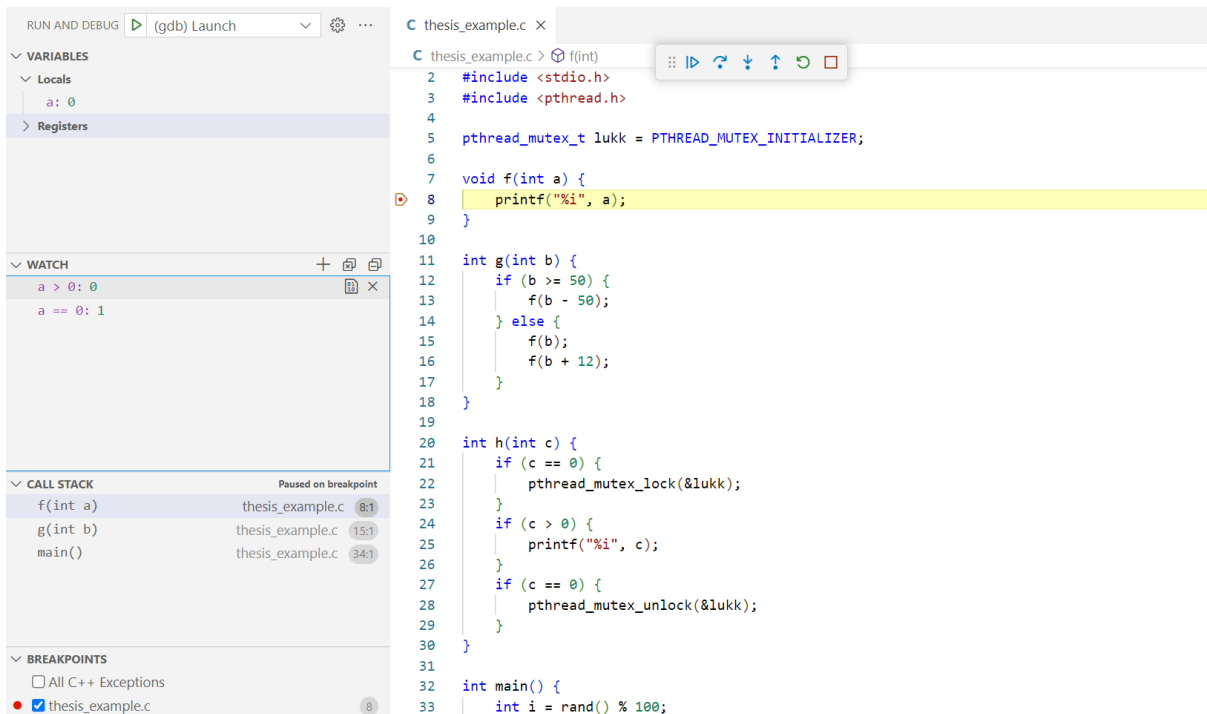 RUN AND DEBUG (gdb) Launch
VARIABLES
Locals
a: 0
Registers
WATCH
a > 0: 0
a == 0: 1
CALL STACK Paused on breakpoint
f(int a) thesis_example.c 8:1
g(int b) thesis_example.c 15:1
main() thesis_example.c 34:1
BREAKPOINTS
All C++ Exceptions
thesis_example.c 8
C thesis_example.c
C thesis_example.c > f(int)
2 #include <stdio.h>
3 #include <pthread.h>
4
5 pthread_mutex_t lukk = PTHREAD_MUTEX_INITIALIZER;
6
7 void f(int a) {
8 printf("%i", a);
9 }
10
11 int g(int b) {
12 if (b >= 50) {
13 f(b - 50);
14 } else {
15 f(b);
16 f(b + 12);
17 }
18 }
19
20 int h(int c) {
21 if (c == 0) {
22 pthread_mutex_lock(&lukk);
23 }
24 if (c > 0) {
25 printf("%i", c);
26 }
27 if (c == 0) {
28 pthread_mutex_unlock(&lukk);
29 }
30 }
31
32 int main() {
33 int i = rand() % 100;